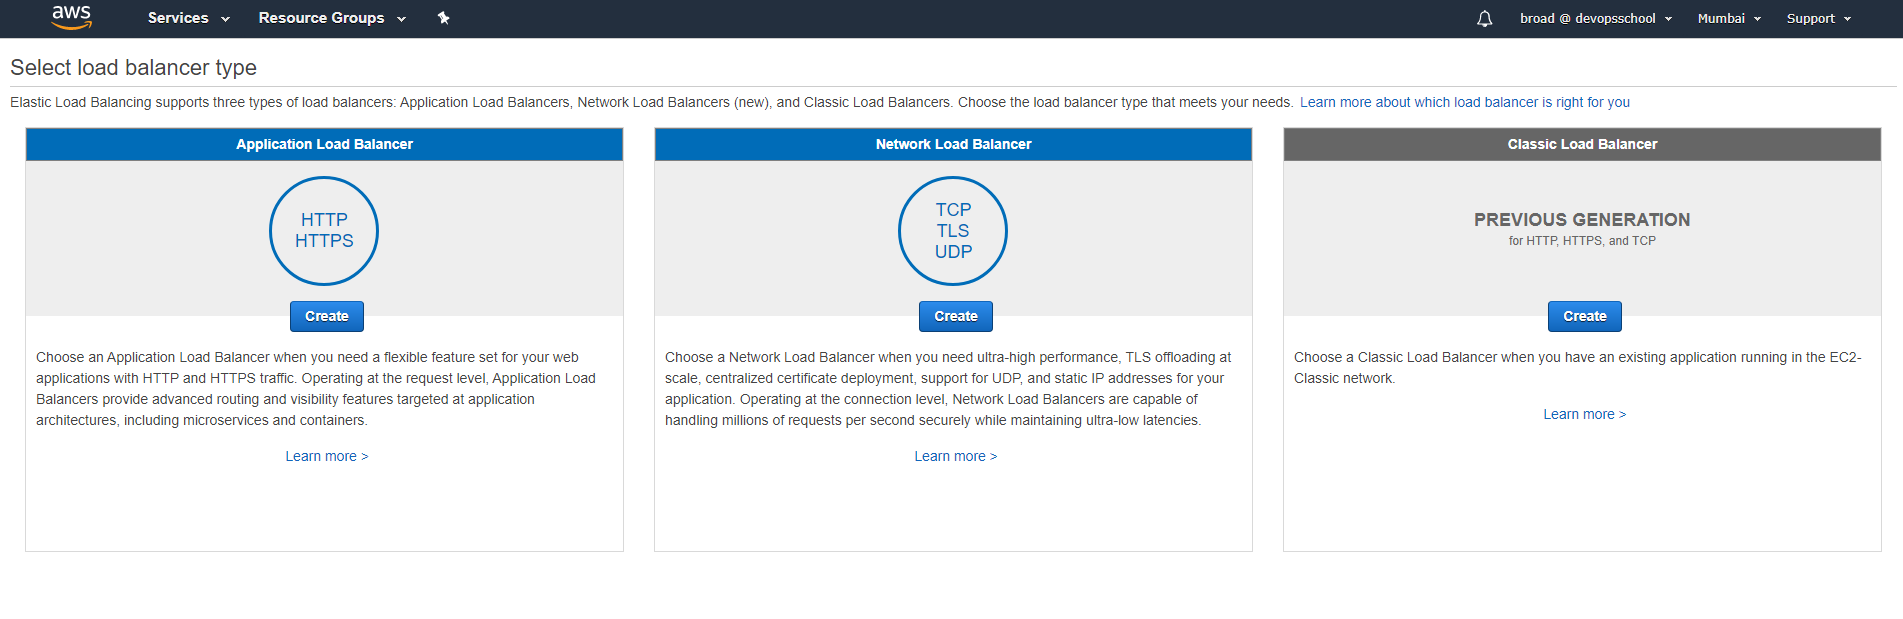 aws Services Resource Groups broad @ devopsschool Mumbai Support
Select load balancer type
Elastic Load Balancing supports three types of load balancers: Application Load Balancers, Network Load Balancers (new), and Classic Load Balancers. Choose the load balancer type that meets your needs. Learn more about which load balancer is right for you
Application Load Balancer
HTTP
HTTPS
Create
Choose an Application Load Balancer when you need a flexible feature set for your web
applications with HTTP and HTTPS traffic. Operating at the request level, Application Load
Balancers provide advanced routing and visibility features targeted at application
architectures, including microservices and containers.
Learn more >
Network Load Balancer
TCP
TLS
UDP
Create
Choose a Network Load Balancer when you need ultra-high performance, TLS offloading at
scale, centralized certificate deployment, support for UDP, and static IP addresses for your
application. Operating at the connection level, Network Load Balancers are capable of
handling millions of requests per second securely while maintaining ultra-low latencies.
Learn more >
Classic Load Balancer
PREVIOUS GENERATION
for HTTP, HTTPS, and TCP
Create
Choose a Classic Load Balancer when you have an existing application running in the EC2-
Classic network.
Learn more >